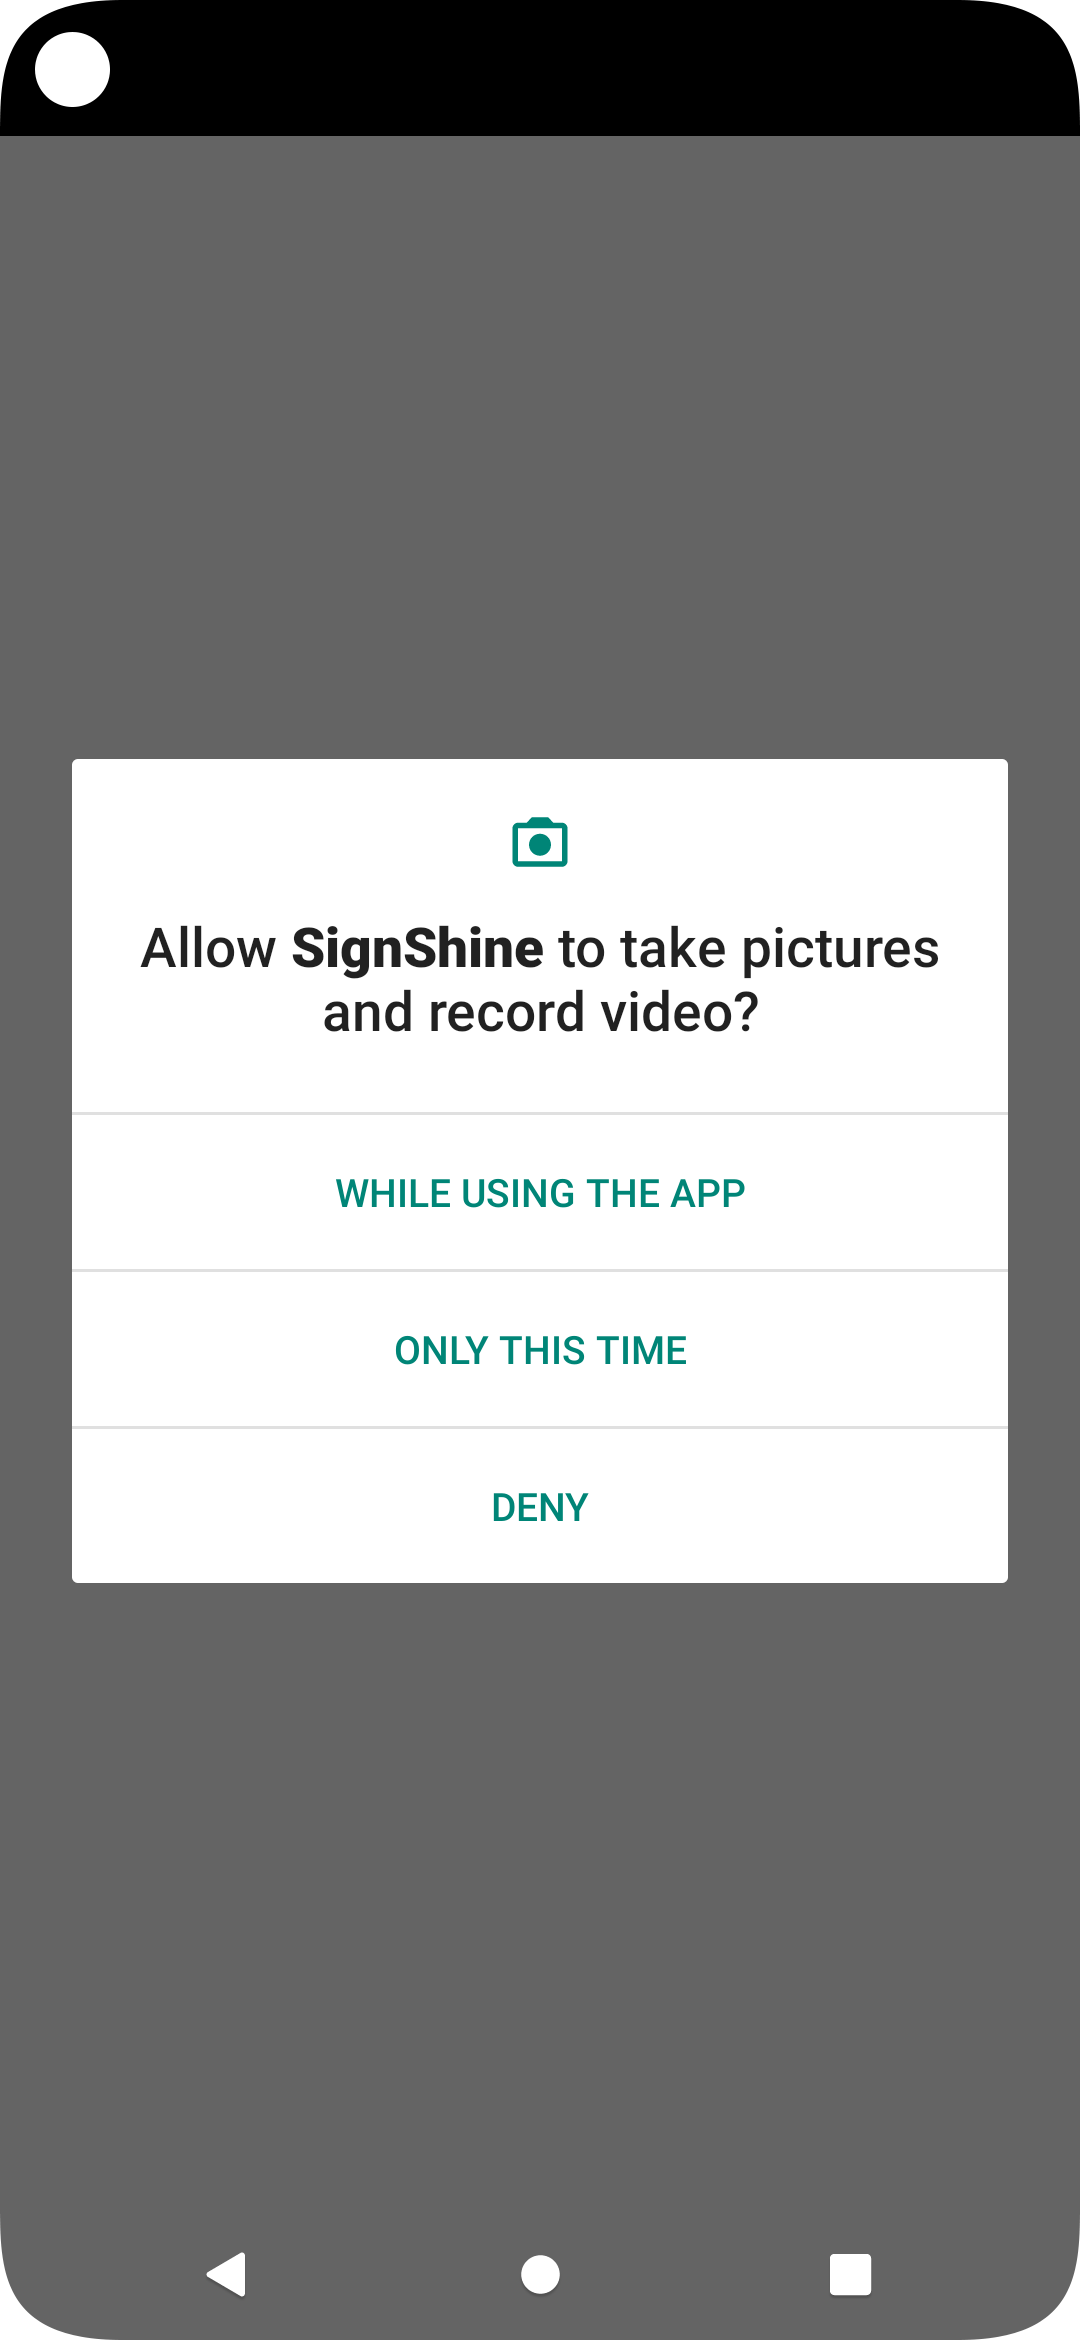 Allow SignShine to take pictures
and record video?
WHILE USING THE APP
ONLY THIS TIME
DENY